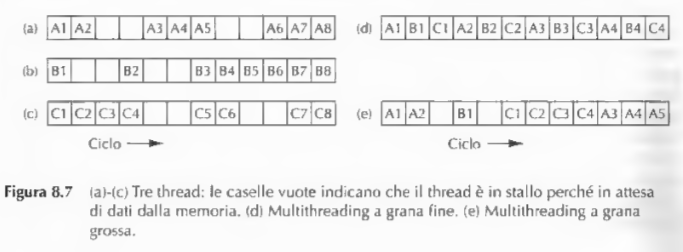 (a) A1 A2 A3 A4 A5 A6 A7 A8
(d) A1 B1 C1 A2 B2 C2 A3 B3 C3 A4 B4 C4
(b) B1 B2 B3 B4 B5 B6 B7 B8
(c) C1 C2 C3 C4 C5 C6 C7 C8
(e) A1 A2 B1 C1 C2 C3 C4 A3 A4 A5
Ciclo
Ciclo
Figura 8.7 (a)-(c) Tre thread: le caselle vuote indicano che il thread è in stallo perché in attesa
di dati dalla memoria. (d) Multithreading a grana fine. (e) Multithreading a grana
grossa.